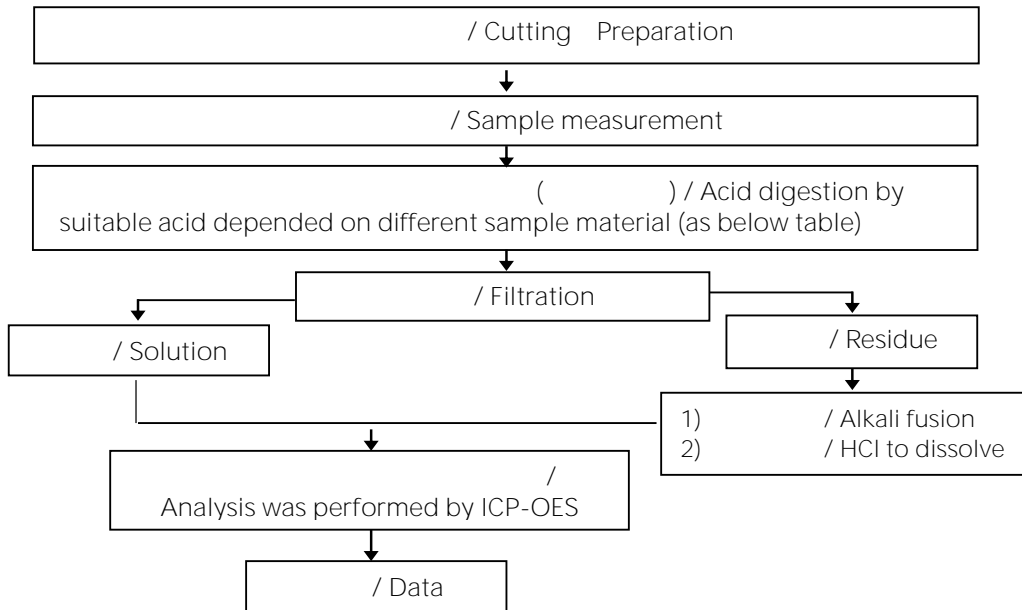 / Cutting Preparation
/ Sample measurement
( ) / Acid digestion by
suitable acid depended on different sample material (as below table)
/ Filtration
/ Solution
/ Residue
1) / Alkali fusion
2) / HCl to dissolve
/
Analysis was performed by ICP-OES
/ Data